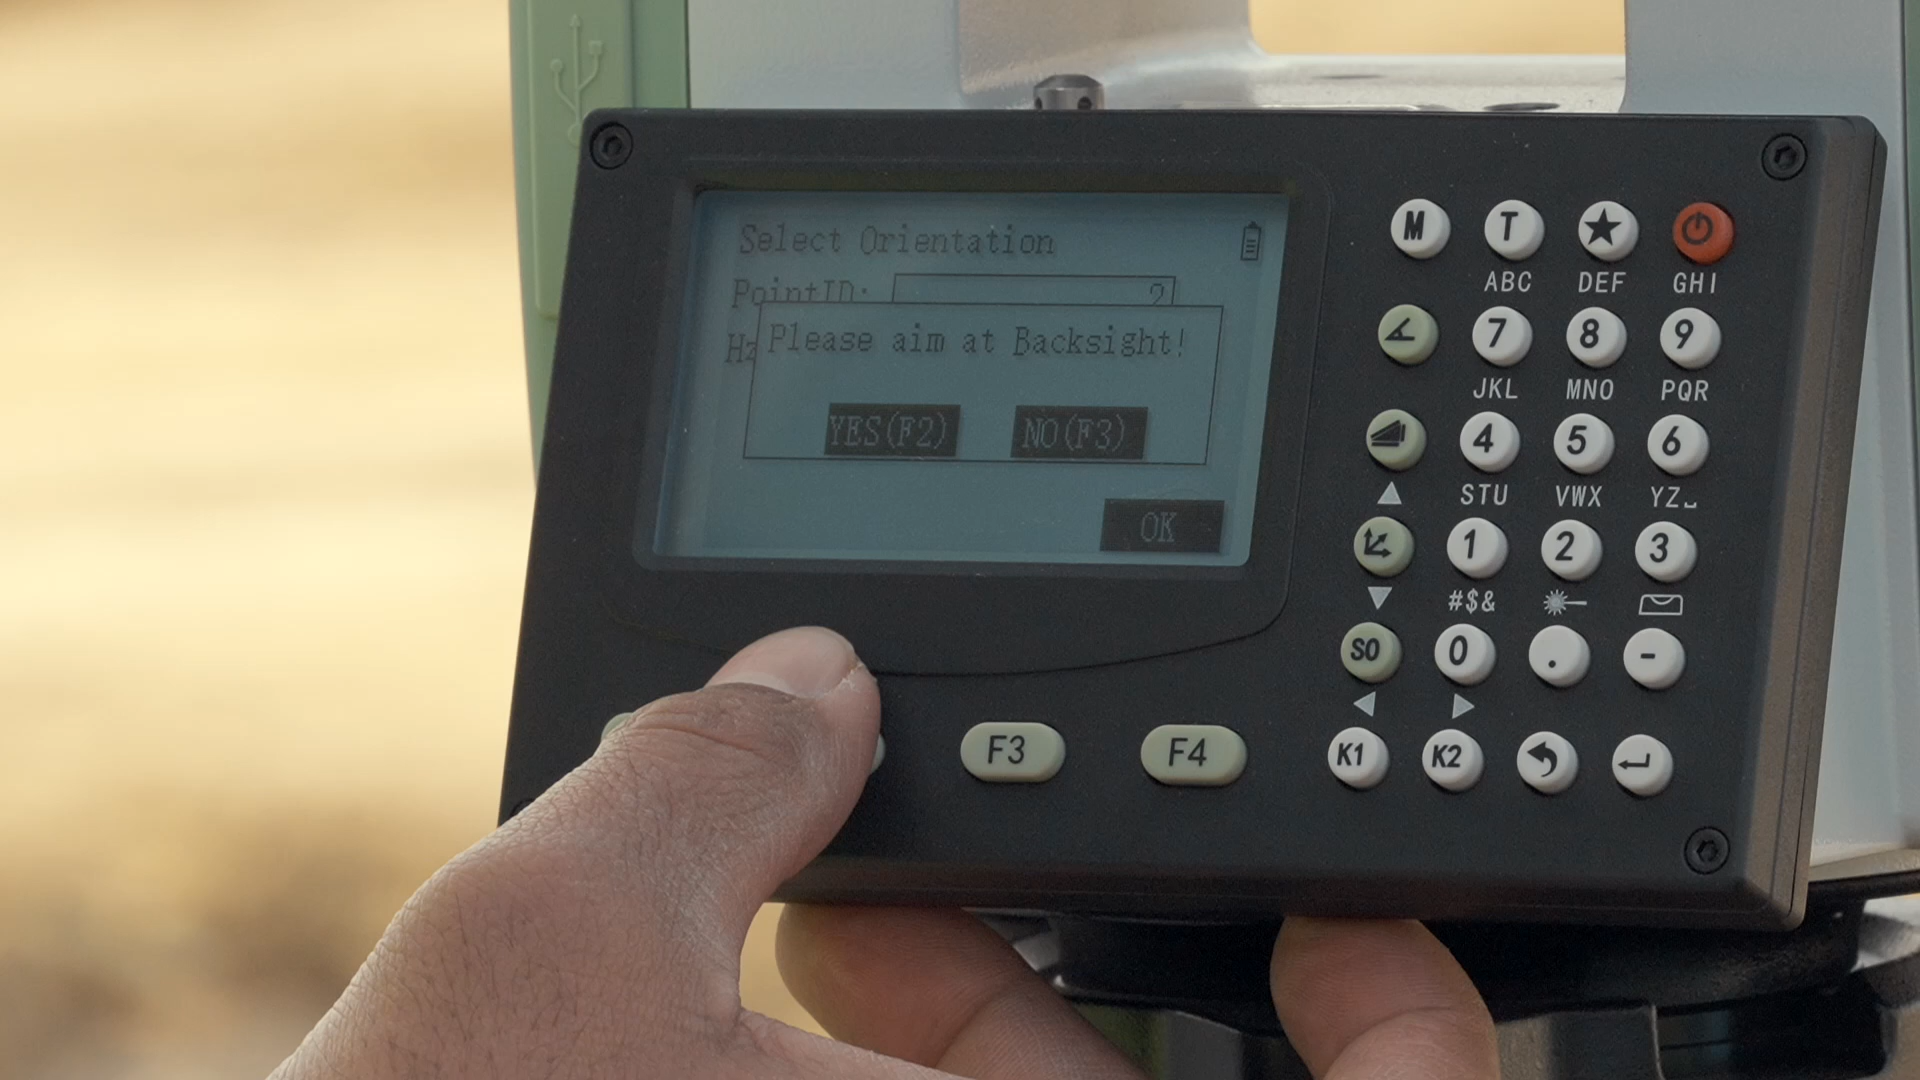 Select Orientation
PointID: 2
Hz
Please aim at Backsight!
YES(F2) NO(F3)
OK
M T
ABC DEF GHI
7 8 9
JKL MNO PQR
4 5 6
STU VWX YZ
1 2 3
#$&
SO 0 . -
F3 F4 K1 K2